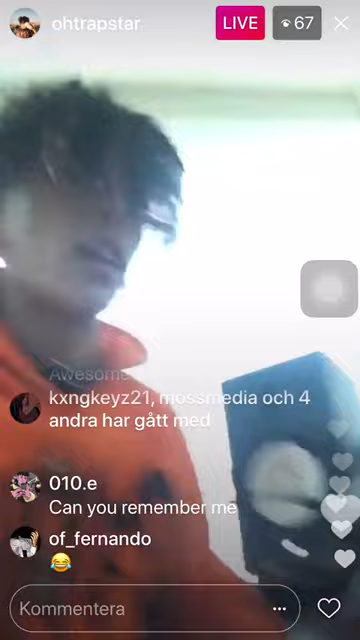 ohtrapstar
LIVE
67
Awesome
kxngkeyz21, mossmedia och 4
andra har gått med
010.e
Can you remember me
of_fernando
😂
Kommentera